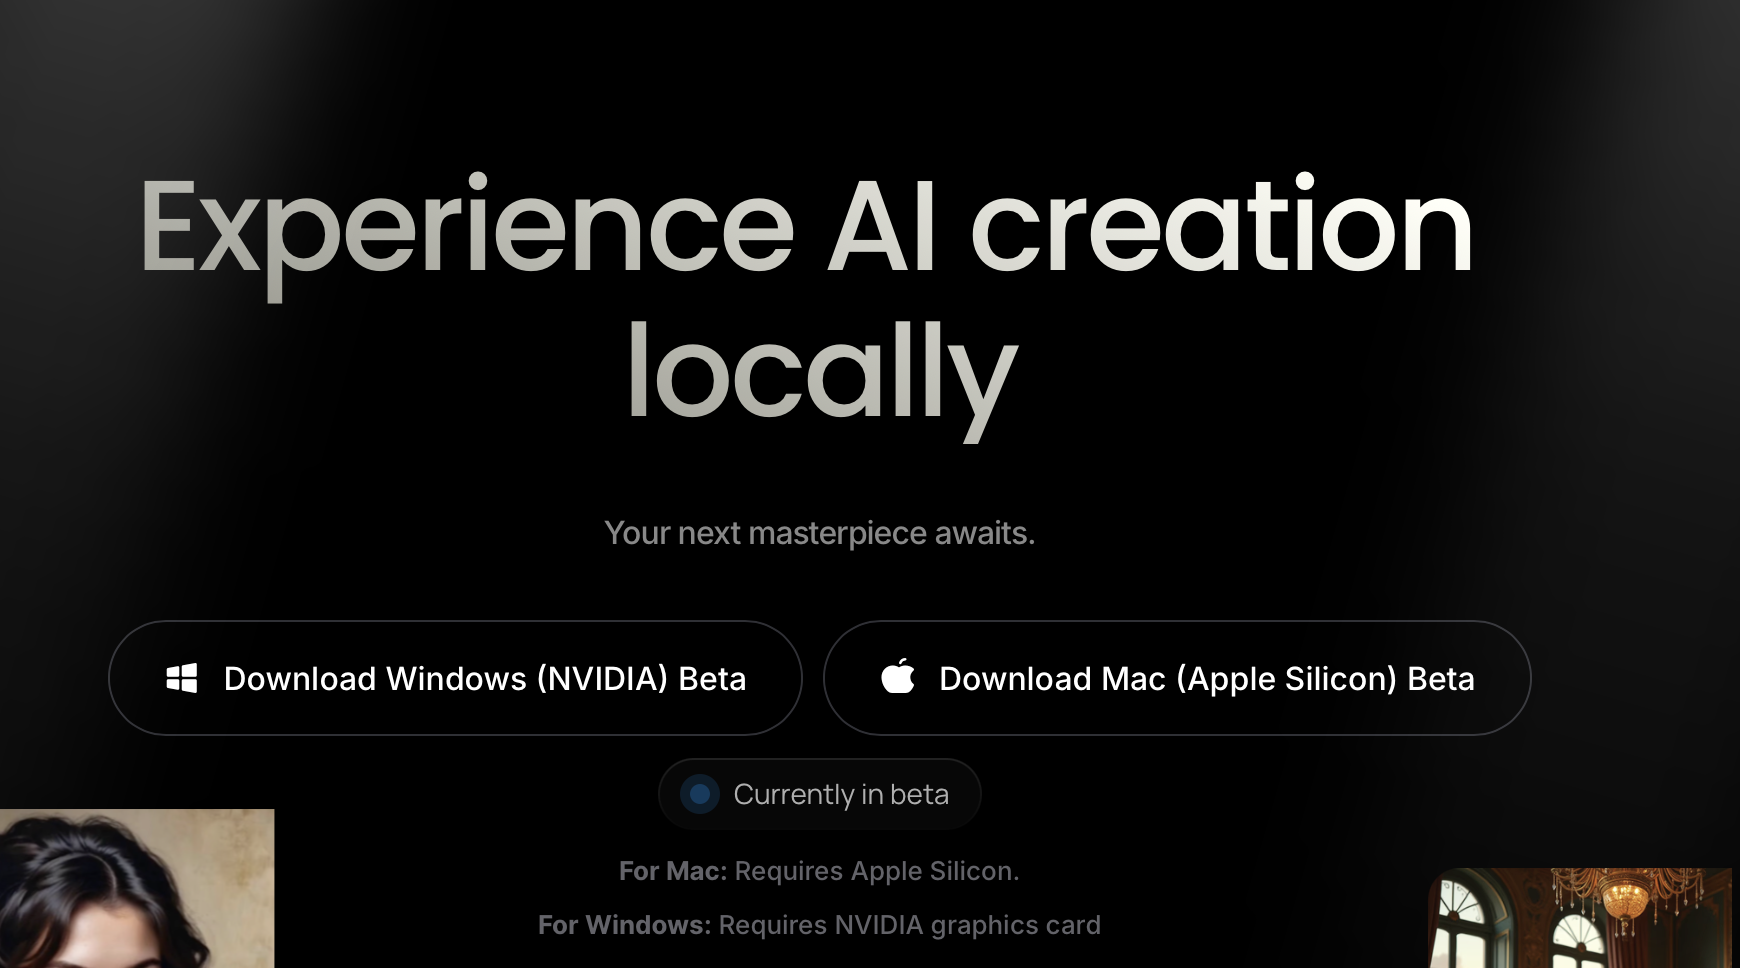 Experience AI creation
locally
Your next masterpiece awaits.
Download Windows (NVIDIA) Beta
Download Mac (Apple Silicon) Beta
Currently in beta
For Mac: Requires Apple Silicon.
For Windows: Requires NVIDIA graphics card